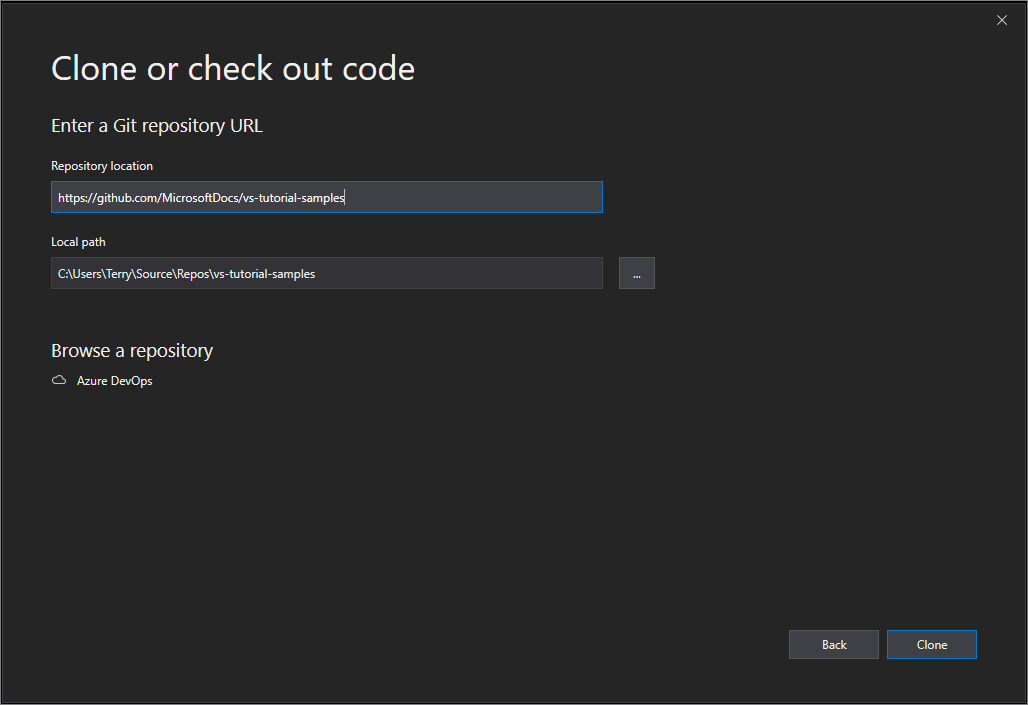 Clone or check out code
Enter a Git repository URL
Repository location
https://github.com/MicrosoftDocs/vs-tutorial-samples
Local path
C:\Users\Terry\Source\Repos\vs-tutorial-samples
...
Browse a repository
Azure DevOps
Back
Clone